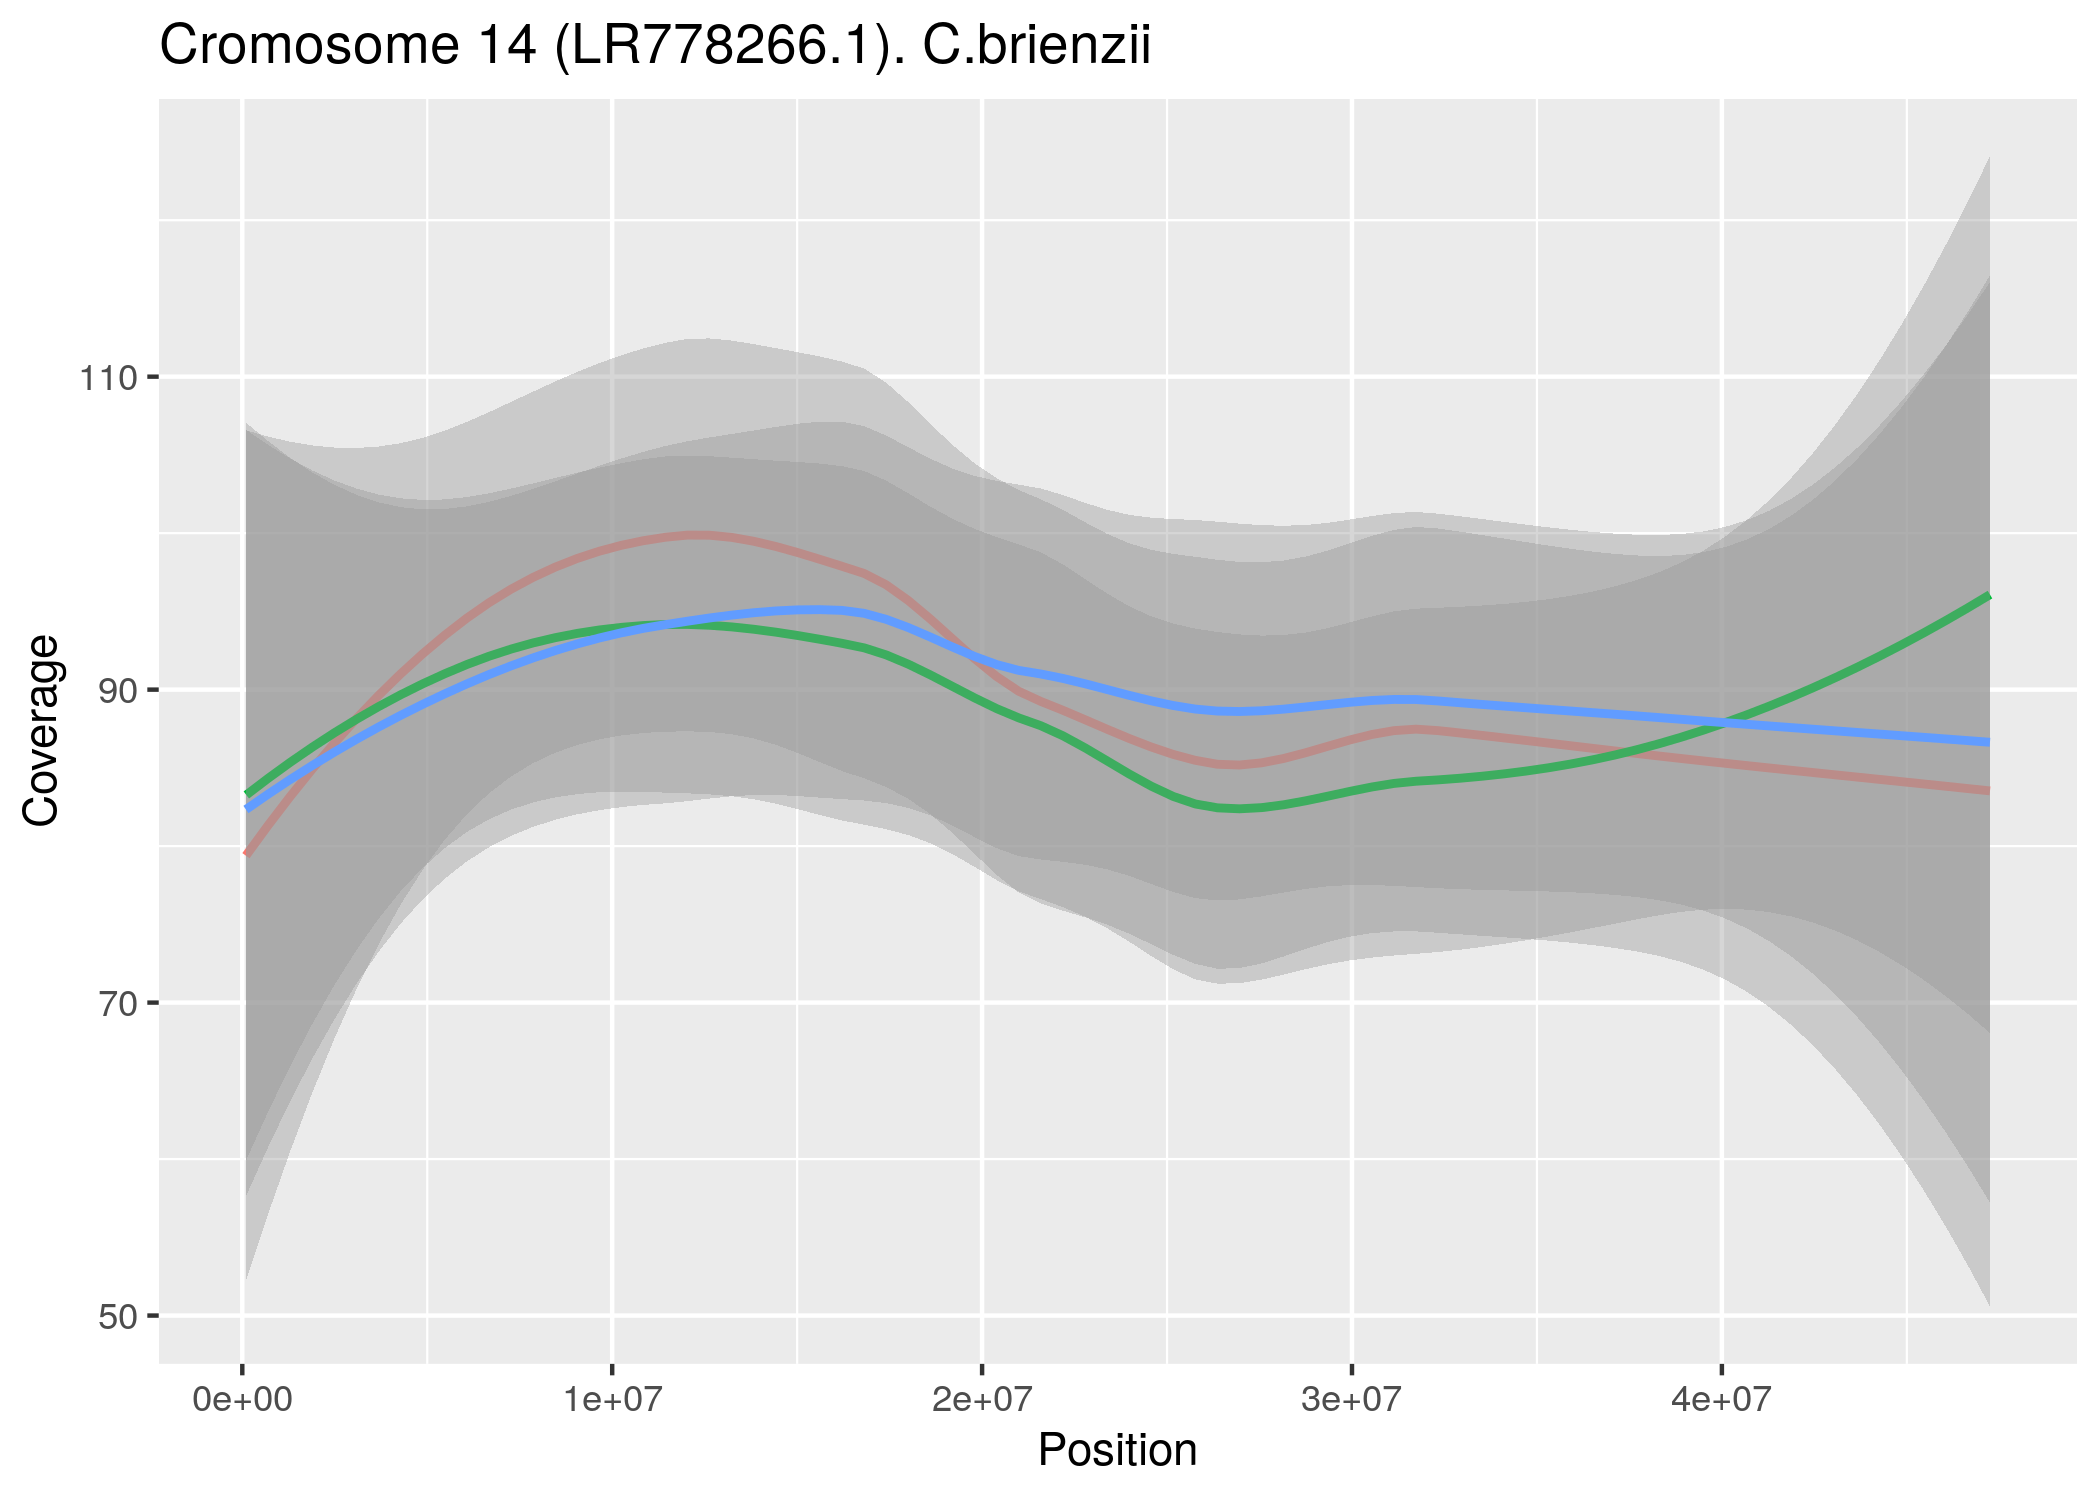 Cromosome 14 (LR778266.1). C.brienzii
Coverage
110
90
70
50
0e+00 1e+07 2e+07 3e+07 4e+07
Position